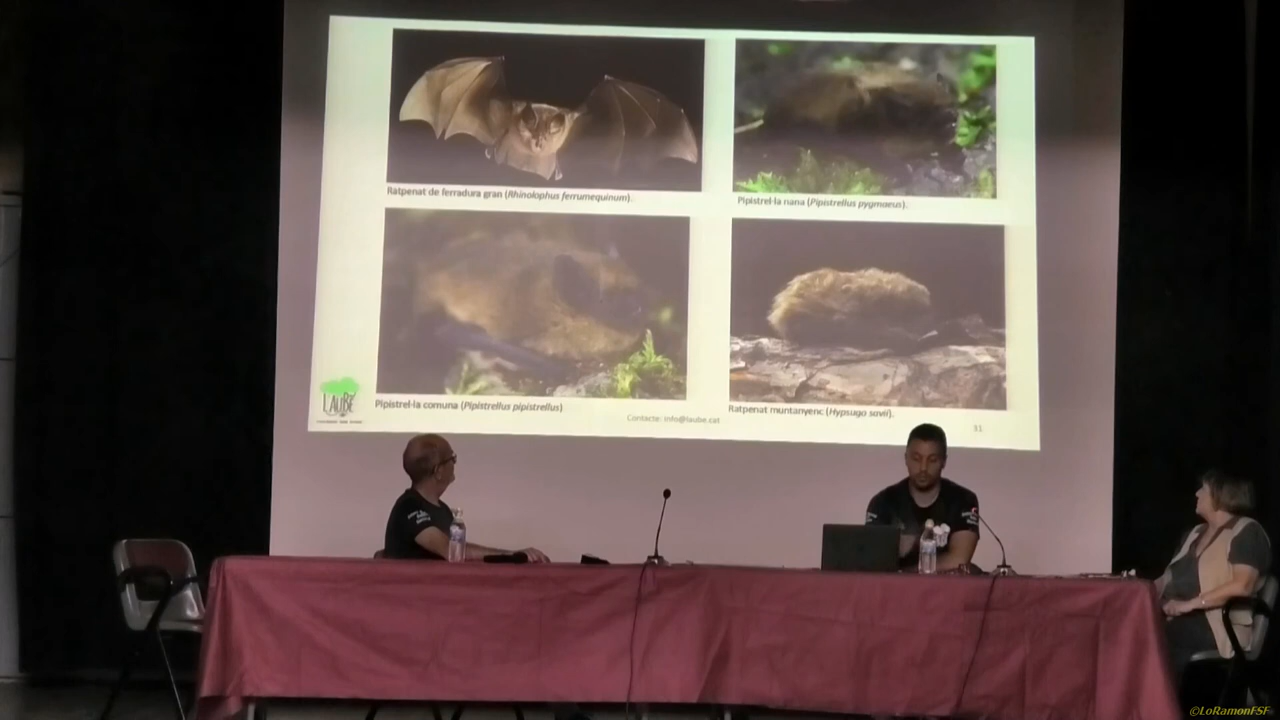 Ratpenat de ferradura gran (Rhinolophus ferrumequinum).
Pipistrel·la nana (Pipistrellus pygmaeus).
Pipistrel·la comuna (Pipistrellus pipistrellus)
Ratpenat muntanyenc (Hypsugo savii).
L'AUBE
Contacte: info@laube.cat
31
©LoRamonFSF